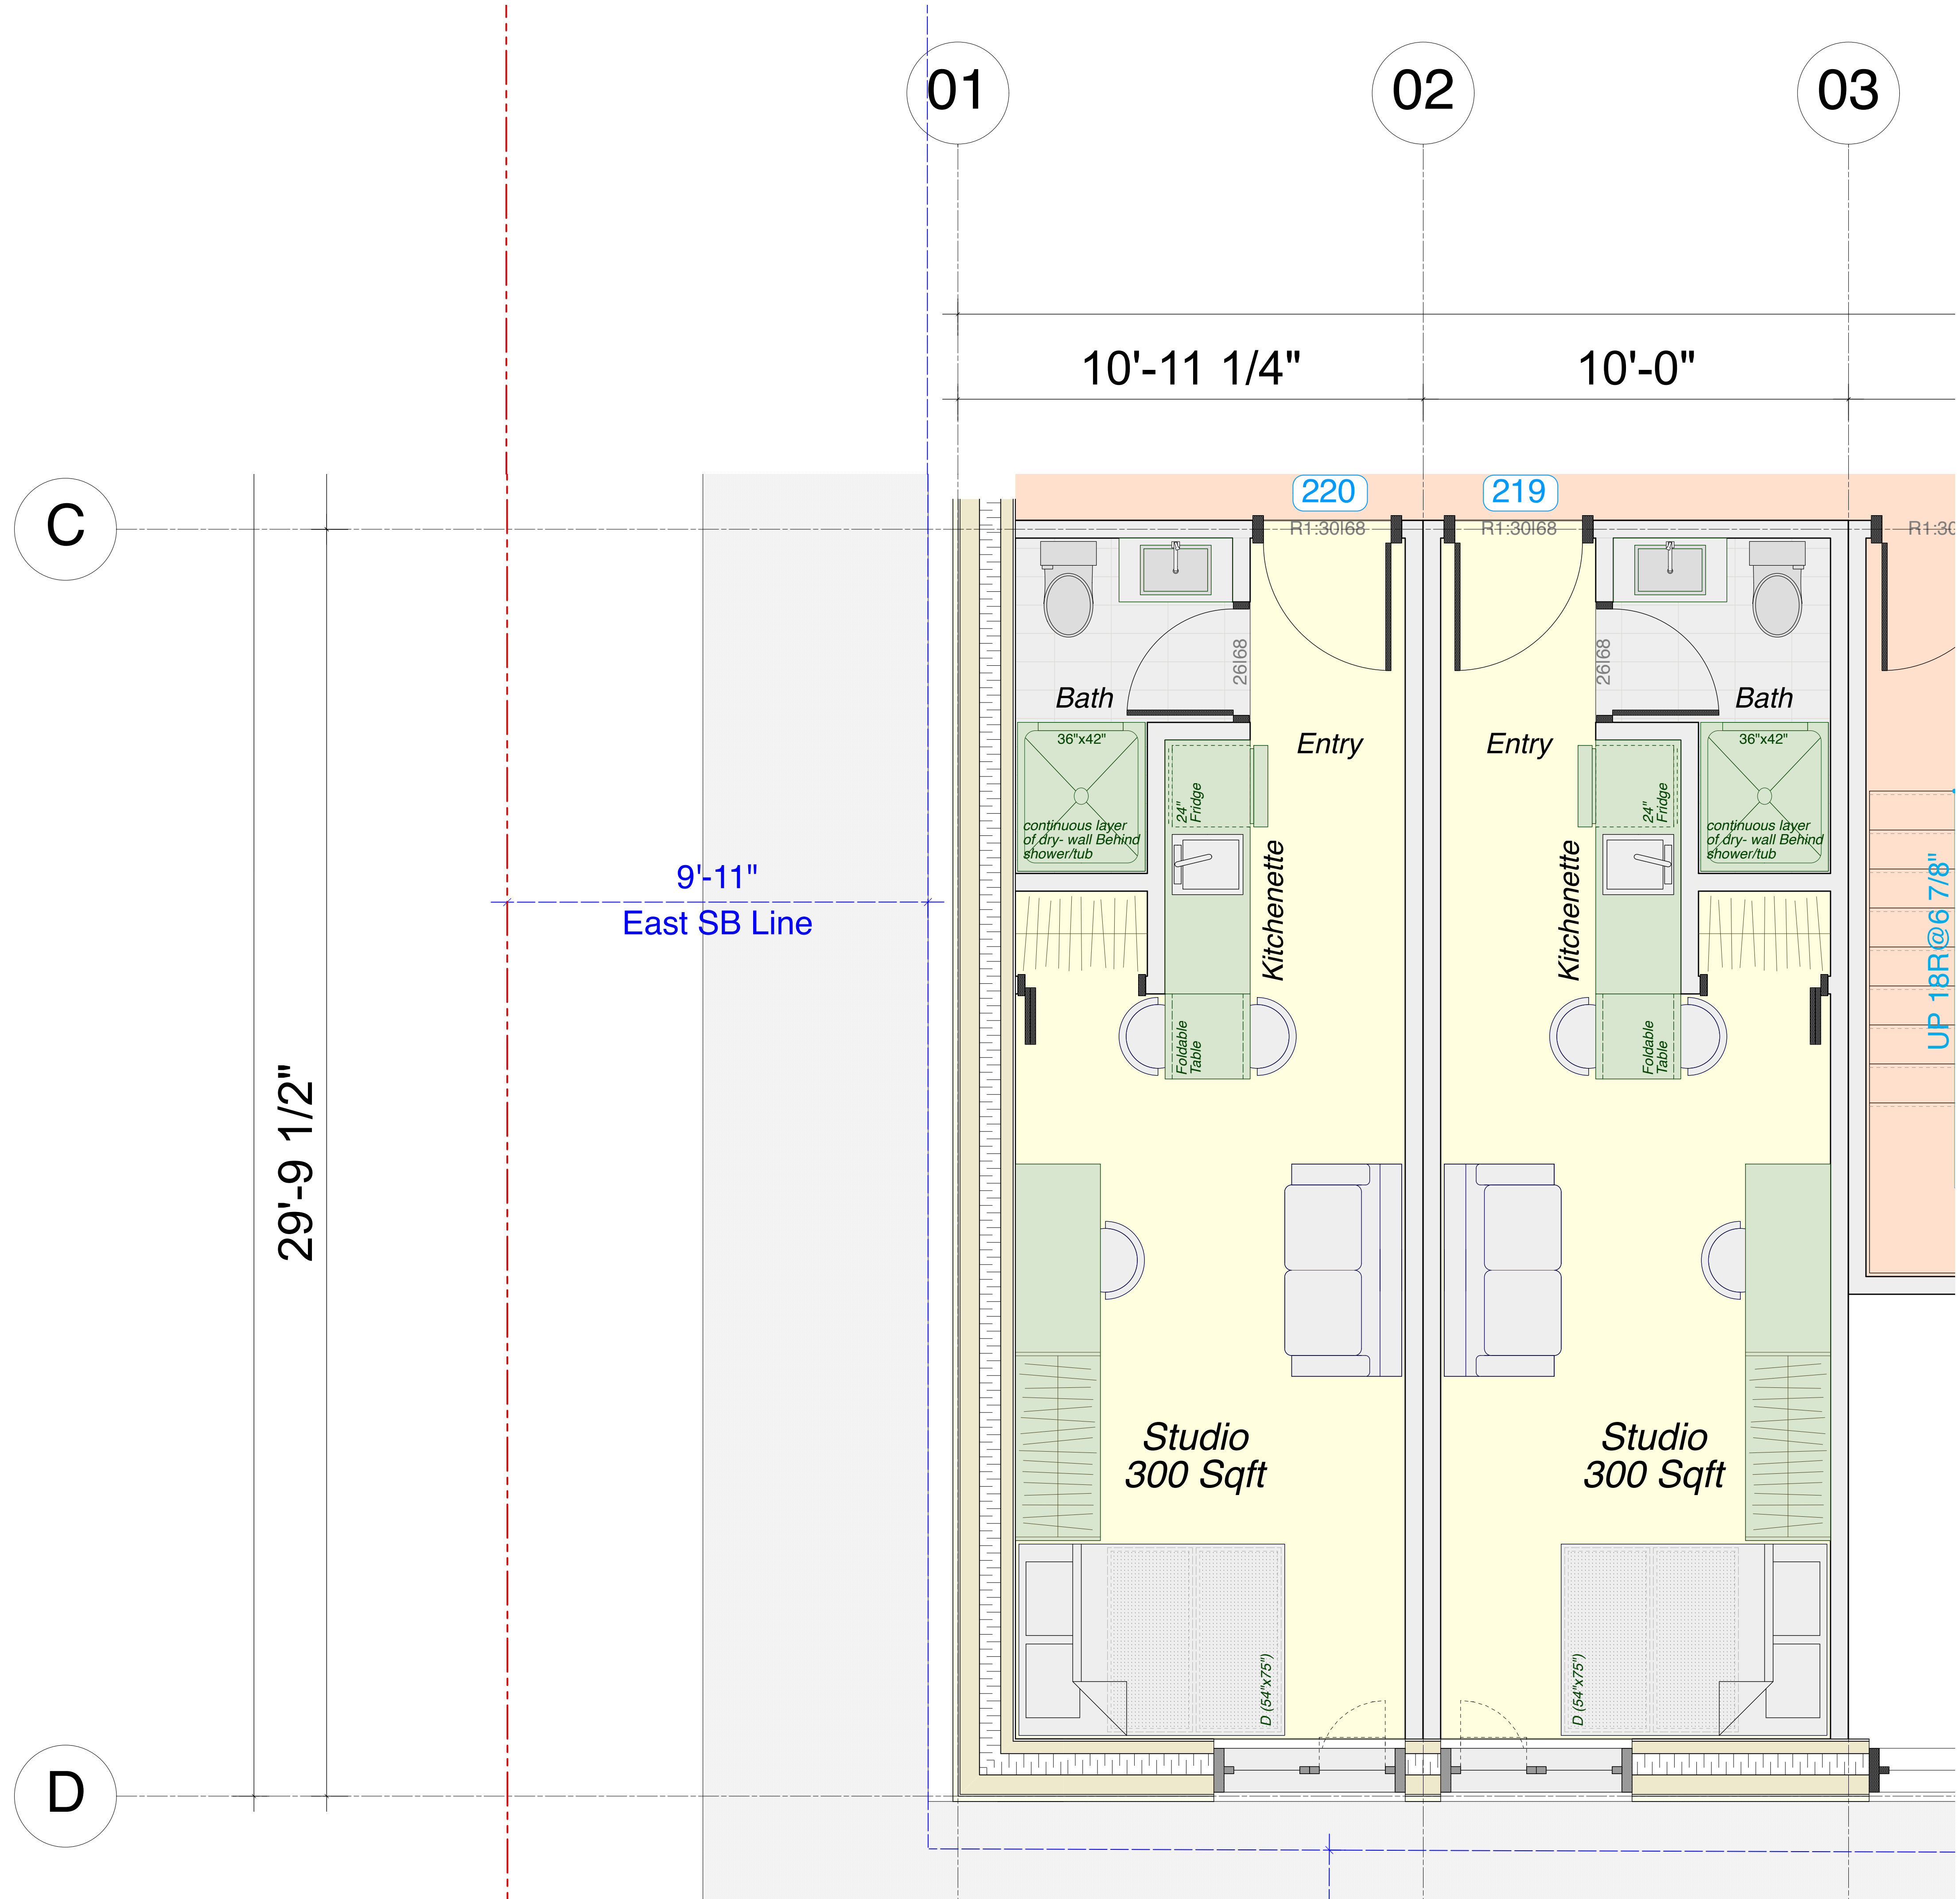 01
02
03
10'-11 1/4"
10'-0"
C
220
219
R1:30|68
R1:30|68
R1:30
26|68
26|68
Bath
Bath
Entry
Entry
36"x42"
36"x42"
24"
Fridge
24"
Fridge
continuous layer
of dry- wall Behind
shower/tub
continuous layer
of dry- wall Behind
shower/tub
9'-11"
East SB Line
Kitchenette
Kitchenette
UP 18R@6 7/8"
Foldable
Table
Foldable
Table
29'-9 1/2"
Studio
300 Sqft
Studio
300 Sqft
D (54"x75")
D (54"x75")
D